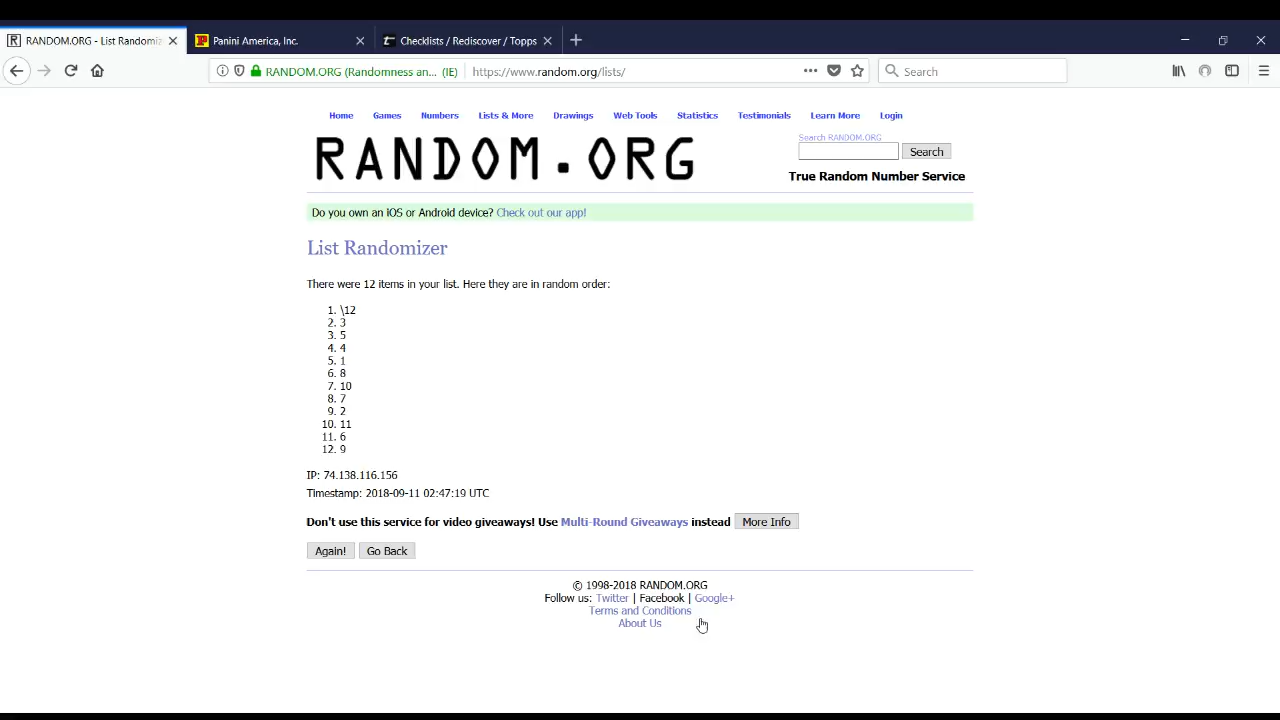 RANDOM.ORG - List Randomiz
Panini America, Inc.
Checklists / Rediscover / Topps
RANDOM.ORG (Randomness an... (IE)
https://www.random.org/lists/
Search
Home Games Numbers Lists & More Drawings Web Tools Statistics Testimonials Learn More Login
RANDOM.ORG
Search RANDOM.ORG
Search
True Random Number Service
Do you own an iOS or Android device? Check out our app!
List Randomizer
There were 12 items in your list. Here they are in random order:
1. \12
2. 3
3. 5
4. 4
5. 1
6. 8
7. 10
8. 7
9. 2
10. 11
11. 6
12. 9
IP: 74.138.116.156
Timestamp: 2018-09-11 02:47:19 UTC
Don't use this service for video giveaways! Use Multi-Round Giveaways instead More Info
Again! Go Back
© 1998-2018 RANDOM.ORG
Follow us: Twitter | Facebook | Google+
Terms and Conditions
About Us